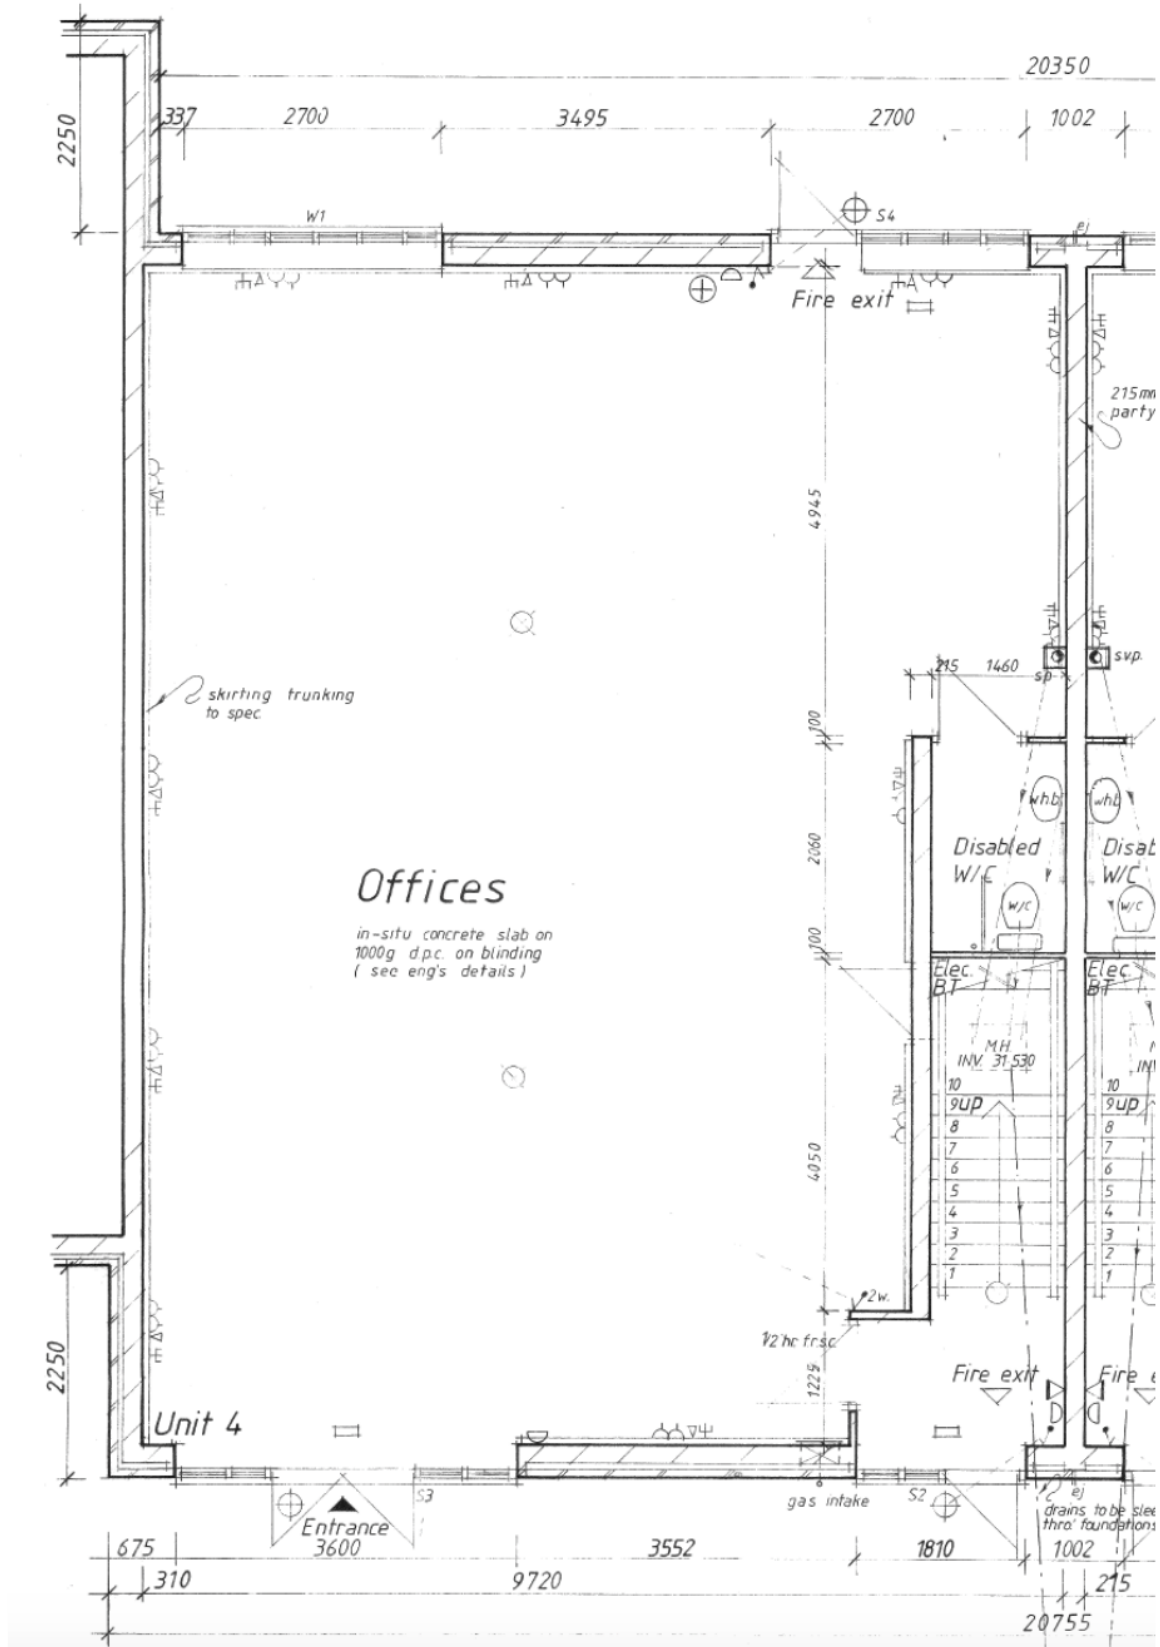 20350
337
2700
3495
2700
1002
2250
W1
S4
ej
Fire exit
215mm
party
4945
215
1460
sp
svp.
skirting trunking
to spec.
100
whb
whb
2060
Disabled
W/C
Disab
W/C
W/C
W/C
Offices
in-situ concrete slab on
1000g d.p.c. on blinding
( see eng's details )
100
Elec.
BT
Elec.
BT
M.H.
INV. 31 530
INV
10
9up
8
7
6
5
4
3
2
1
10
9up
8
7
6
5
4
3
2
1
4050
2w.
1/2 hr fr.s.c.
1229
2250
Fire exit
Fire e
Unit 4
S3
gas intake
S2
ej
Entrance
drains to be slee
thro' foundations
675
3600
3552
1810
1002
310
9720
215
20755